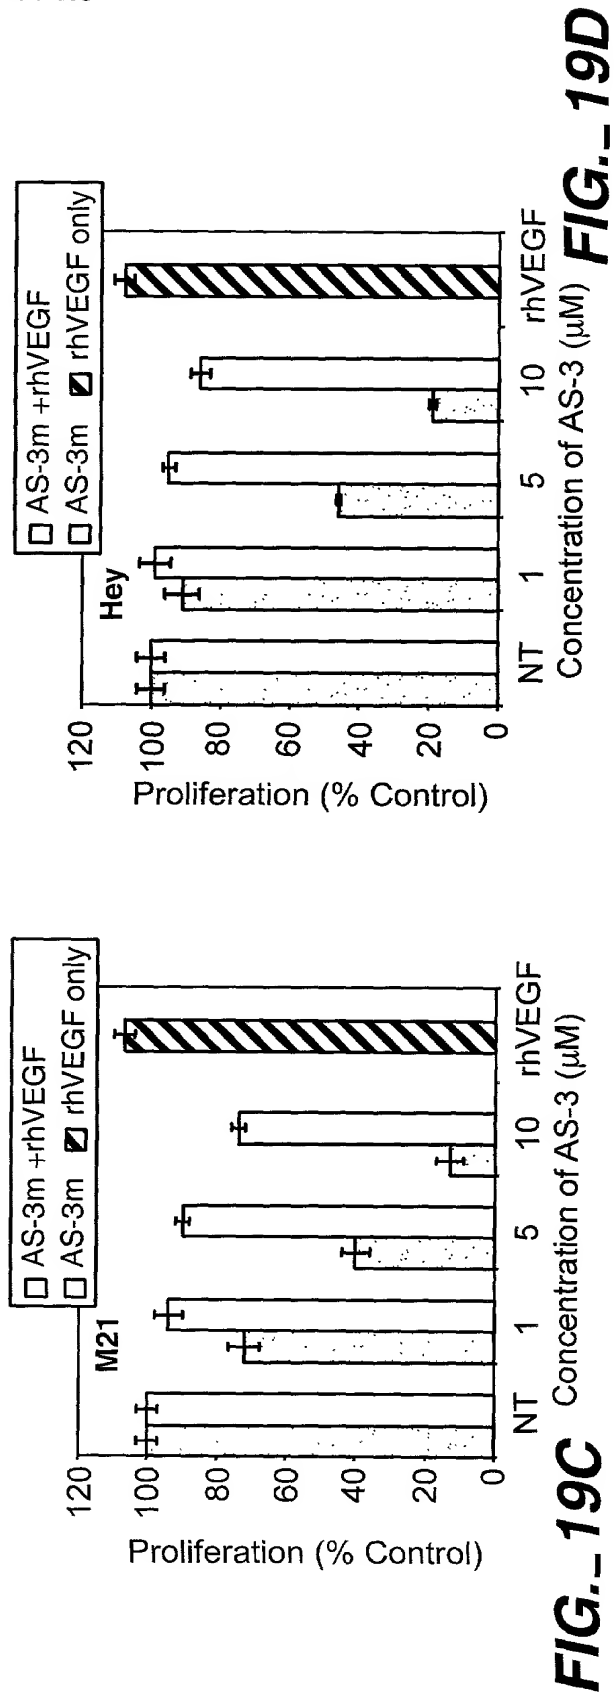 M21
AS-3m +rhVEGF
AS-3m
rhVEGF only
Proliferation (% Control)
120
100
80
60
40
20
0
NT 1 5 10 rhVEGF
Concentration of AS-3 (µM)
FIG._19C
Hey
AS-3m +rhVEGF
AS-3m
rhVEGF only
Proliferation (% Control)
120
100
80
60
40
20
0
NT 1 5 10 rhVEGF
Concentration of AS-3 (µM)
FIG._19D